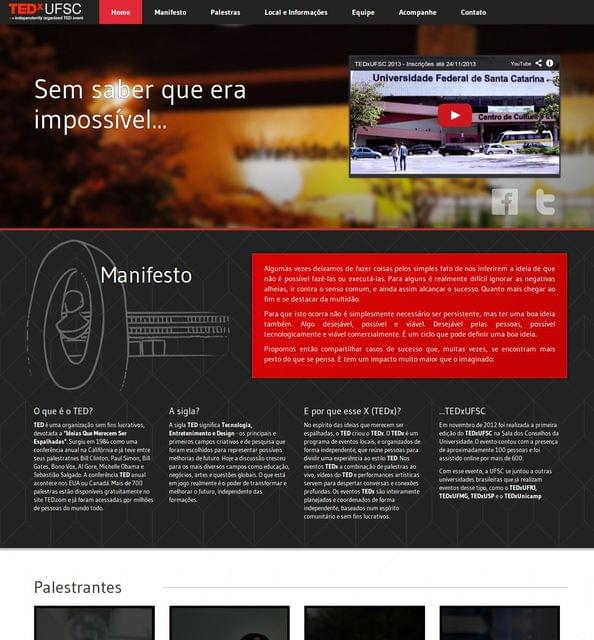 TEDxUFSC
x = independently organized TED event
Home Manifesto Palestras Local e Informações Equipe Acompanhe Contato
Sem saber que era
impossível...
TEDxUFSC 2013 - Inscrições até 24/11/2013 YouTube
Universidade Federal de Santa Catarina
Centro de Cultura
Manifesto
Algumas vezes deixamos de fazer coisas pelos simples fato de nos inferirem a ideia de que
não é possível fazê-las ou executá-las. Para alguns é realmente difícil ignorar as negativas
alheias, ir contra o senso comum, e ainda assim alcançar o sucesso. Quanto mais chegar ao
fim e se destacar da multidão.
Para que isto ocorra não é simplesmente necessário ser persistente, mas ter uma boa ideia
também. Algo desejável, possível e viável. Desejável pelas pessoas, possível
tecnologicamente e viável comercialmente. É um ciclo que pode definir uma boa ideia.
Propomos então compartilhar casos de sucesso que, muitas vezes, se encontram mais
perto do que se pensa. E tem um impacto muito maior que o imaginado.
O que é o TED?
TED é uma organização sem fins lucrativos,
devotada a "Ideias Que Merecem Ser
Espalhadas". Surgiu em 1984 como uma
conferência anual na Califórnia e já teve entre
seus palestrantes Bill Clinton, Paul Simon, Bill
Gates, Bono Vox, Al Gore, Michelle Obama e
Sebastião Salgado. A conferência TED anual
acontece nos EUA ou Canadá. Mais de 700
palestras estão disponíveis gratuitamente no
site TED.com e já foram acessadas por milhões
de pessoas do mundo todo.
A sigla?
A sigla TED significa Tecnologia,
Entretenimento e Design - os principais e
primeiros campos criativos e de pesquisa que
foram escolhidos para representar possíveis
melhorias de futuro. Hoje a discussão cresceu
para os mais diversos campos como educação,
negócios, artes e questões globais. O que está
em jogo realmente é o poder de transformar e
melhorar o futuro, independente das
formações.
E por que esse X (TEDx)?
No espírito das ideias que merecem ser
espalhadas, o TED criou o TEDx. O TEDx é um
programa de eventos locais, e organizados de
forma independente, que reúne pessoas para
dividir uma experiência ao estilo TED. Nos
eventos TEDx a combinação de palestras ao
vivo, vídeos do TED e performances artísticas
servem para despertar conversas e conexões
profundas. Os eventos TEDx são inteiramente
planejados e coordenados de forma
independente, baseados num espírito
comunitário e sem fins lucrativos.
...TEDxUFSC
Em novembro de 2012 foi realizada a primeira
edição do TEDxUFSC na Sala dos Conselhos da
Universidade. O evento contou com a presença
de aproximadamente 100 pessoas e foi
assistido online por mais de 600.
Com esse evento, a UFSC se juntou a outras
universidades brasileiras que já realizam
eventos desse tipo, como o TEDxUFRJ,
TEDxUFMG, TEDxUSP e o TEDxUnicamp
Palestrantes